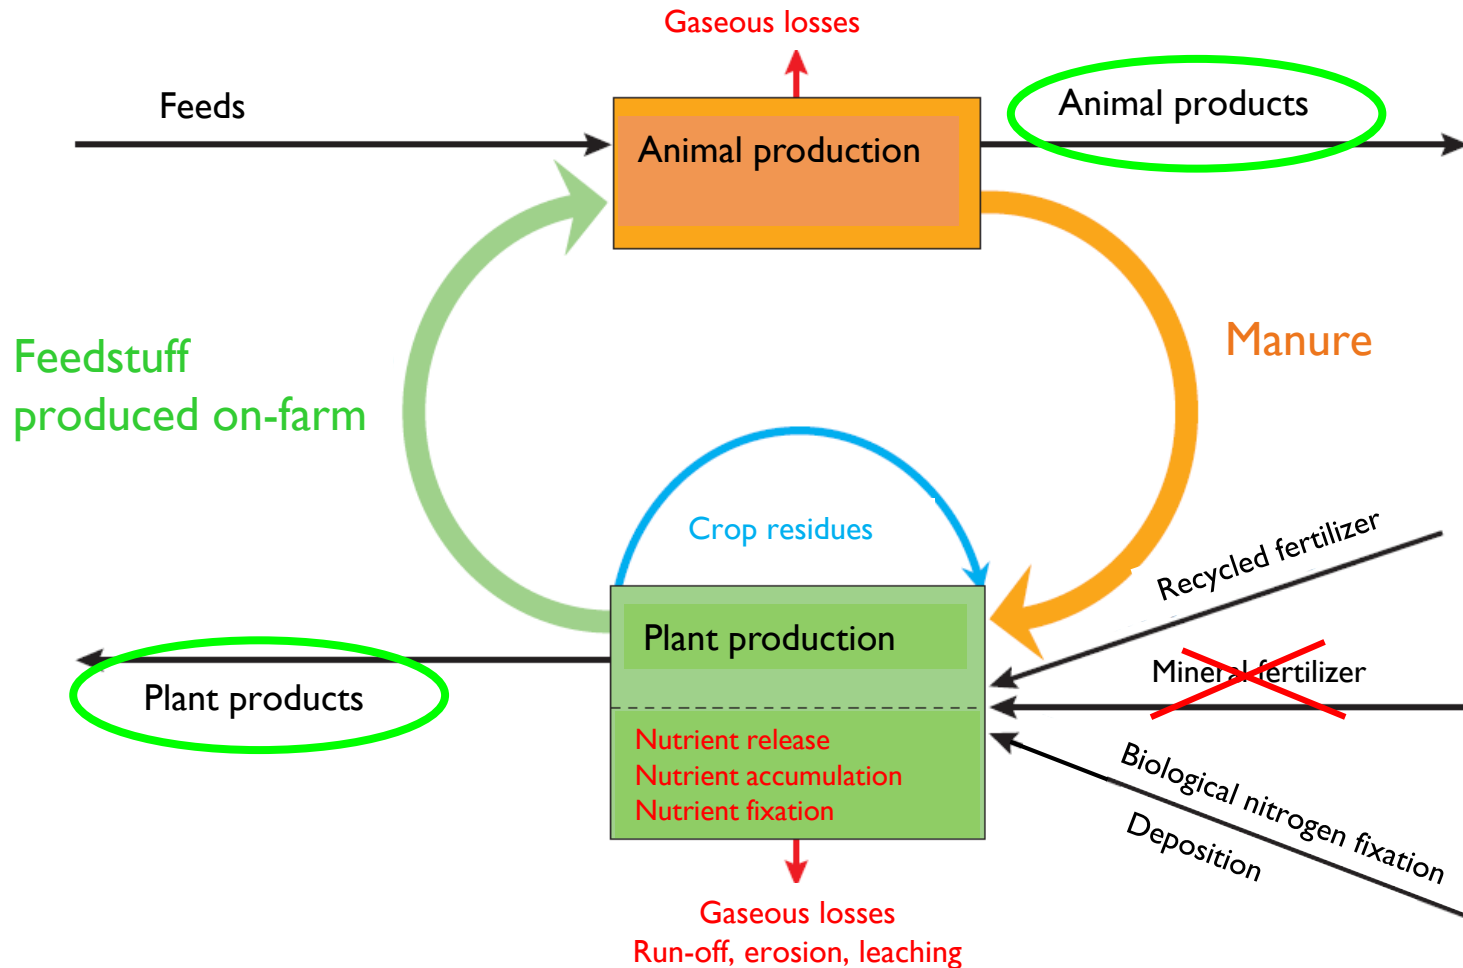 Gaseous losses
Feeds
Animal products
Animal production
Feedstuff
produced on-farm
Manure
Crop residues
Recycled fertilizer
Plant production
Mineral fertilizer
Plant products
Nutrient release
Nutrient accumulation
Nutrient fixation
Biological nitrogen fixation
Deposition
Gaseous losses
Run-off, erosion, leaching